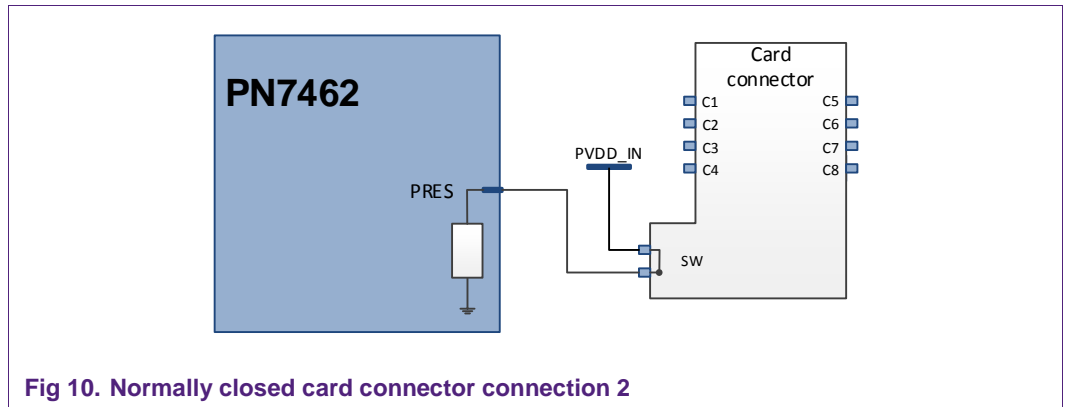 PN7462
PRES
PVDD_IN
Card
connector
C1
C2
C3
C4
C5
C6
C7
C8
SW
Fig 10. Normally closed card connector connection 2